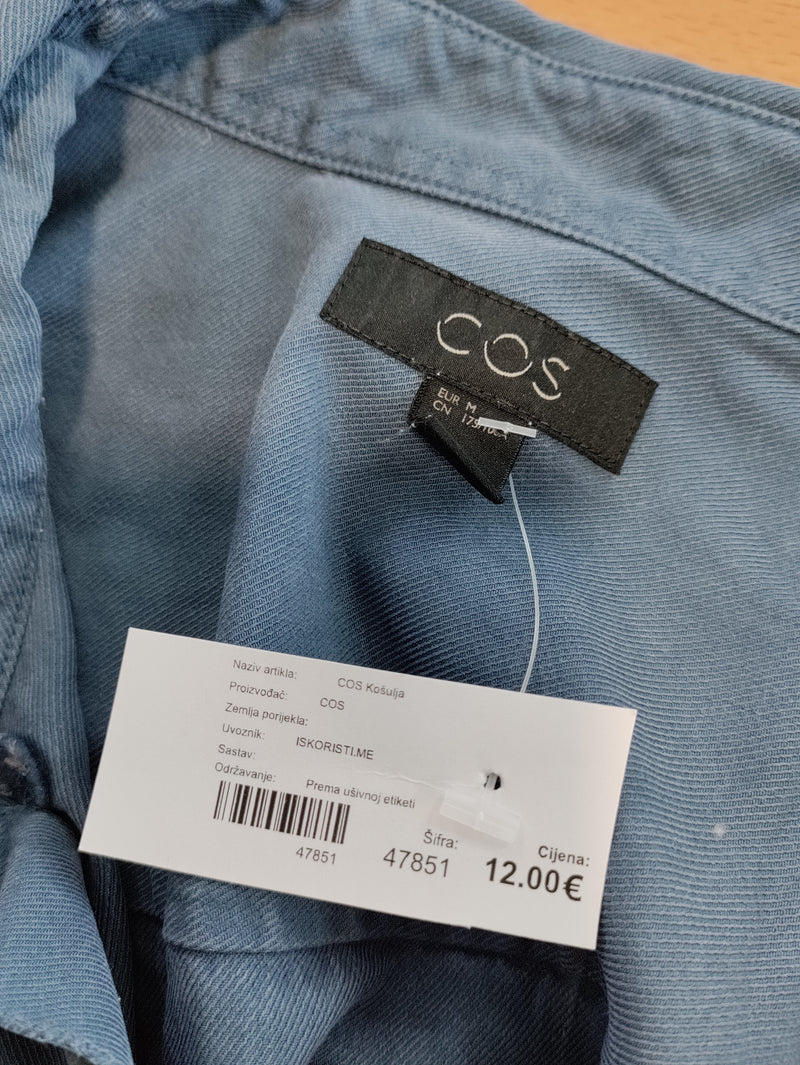 COS
EUR M
CN
Naziv artikla: COS Košulja
Proizvođač: COS
Zemlja porijekla:
Uvoznik: ISKORISTI.ME
Sastav:
Održavanje: Prema ušivnoj etiketi
47851
Šifra:
47851
Cijena:
12.00€